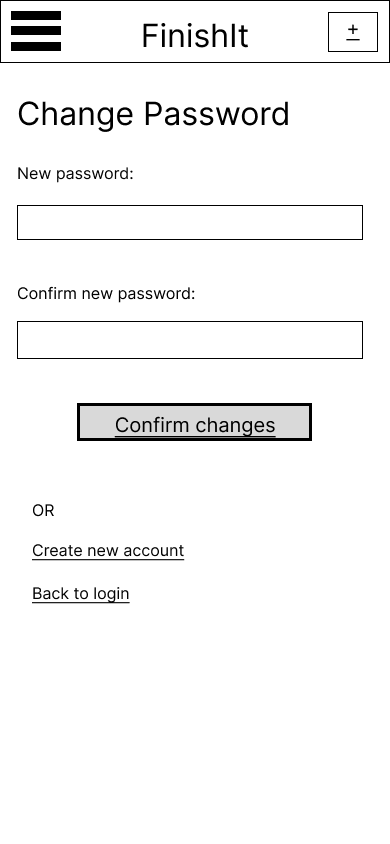 FinishIt
+
Change Password
New password:
Confirm new password:
Confirm changes
OR
Create new account
Back to login